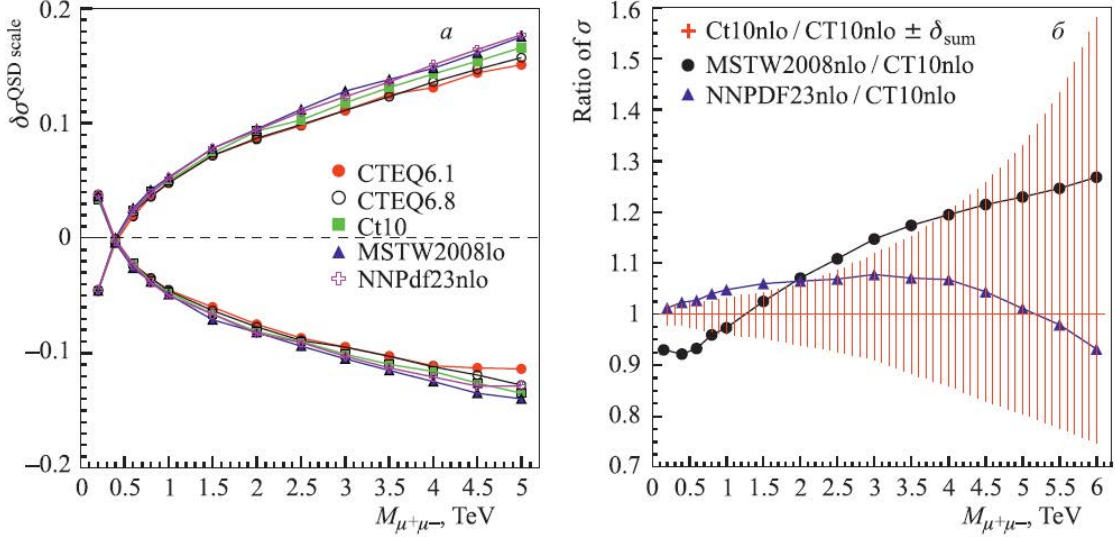 δσ^QSD scale
0.2
0.1
0
−0.1
−0.2
a
CTEQ6.1
CTEQ6.8
Ct10
MSTW2008lo
NNPdf23nlo
0 0.5 1 1.5 2 2.5 3 3.5 4 4.5 5
M_μ+μ−, TeV
Ratio of σ
1.6
1.5
1.4
1.3
1.2
1.1
1
0.9
0.8
0.7
б
Ct10nlo / CT10nlo ± δ_sum
MSTW2008nlo / CT10nlo
NNPDF23nlo / CT10nlo
0 0.5 1 1.5 2 2.5 3 3.5 4 4.5 5 5.5 6
M_μ+μ−, TeV